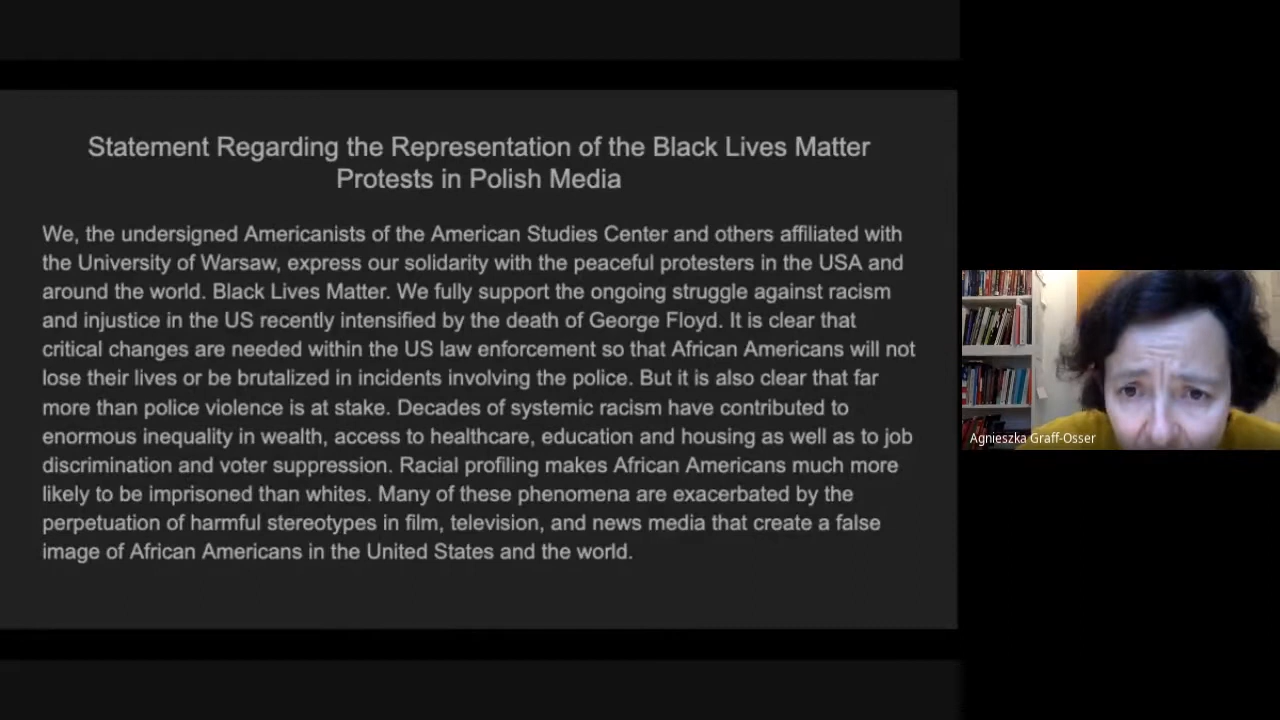 Statement Regarding the Representation of the Black Lives Matter
Protests in Polish Media
We, the undersigned Americanists of the American Studies Center and others affiliated with
the University of Warsaw, express our solidarity with the peaceful protesters in the USA and
around the world. Black Lives Matter. We fully support the ongoing struggle against racism
and injustice in the US recently intensified by the death of George Floyd. It is clear that
critical changes are needed within the US law enforcement so that African Americans will not
lose their lives or be brutalized in incidents involving the police. But it is also clear that far
more than police violence is at stake. Decades of systemic racism have contributed to
enormous inequality in wealth, access to healthcare, education and housing as well as to job
discrimination and voter suppression. Racial profiling makes African Americans much more
likely to be imprisoned than whites. Many of these phenomena are exacerbated by the
perpetuation of harmful stereotypes in film, television, and news media that create a false
image of African Americans in the United States and the world.
Agnieszka Graff-Osser